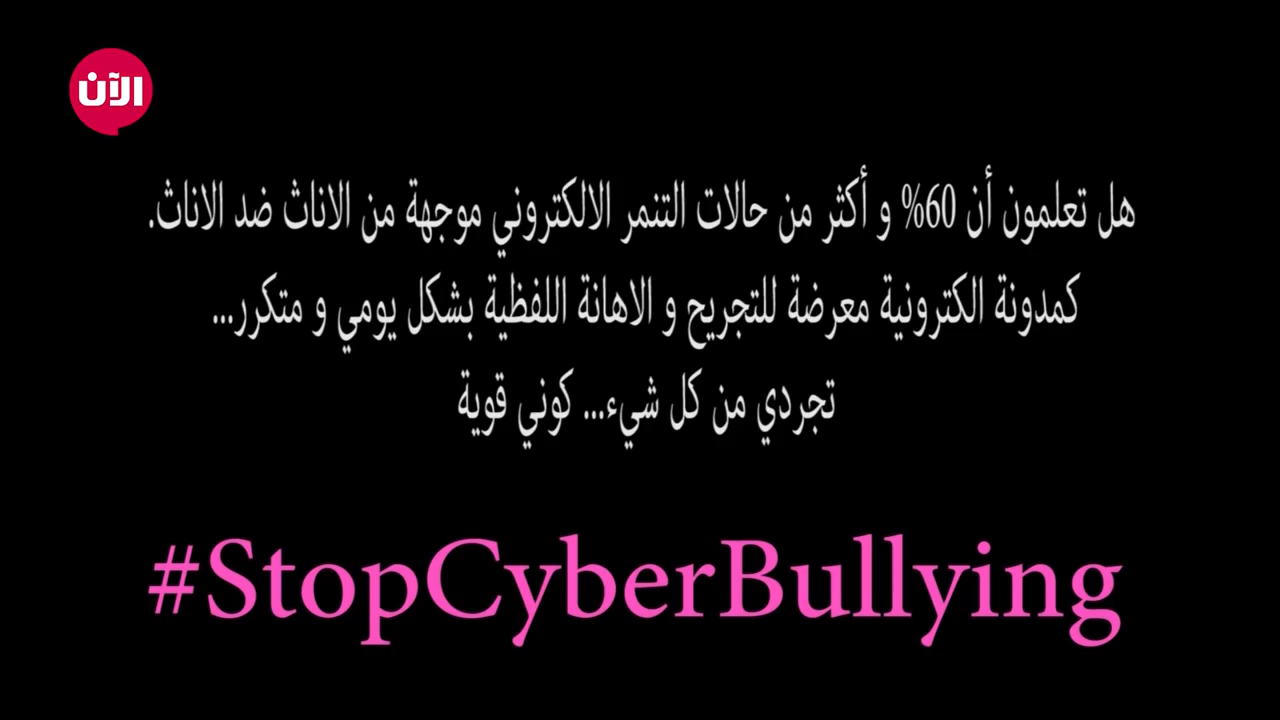 الآن
هل تعلمون أن 60% و أكثر من حالات التنمر الالكتروني موجهة من الاناث ضد الاناث.
كمدونة الكترونية معرضة للتجريح و الاهانة اللفظية بشكل يومي و متكرر...
تجردي من كل شيء... كوني قوية
#StopCyberBullying